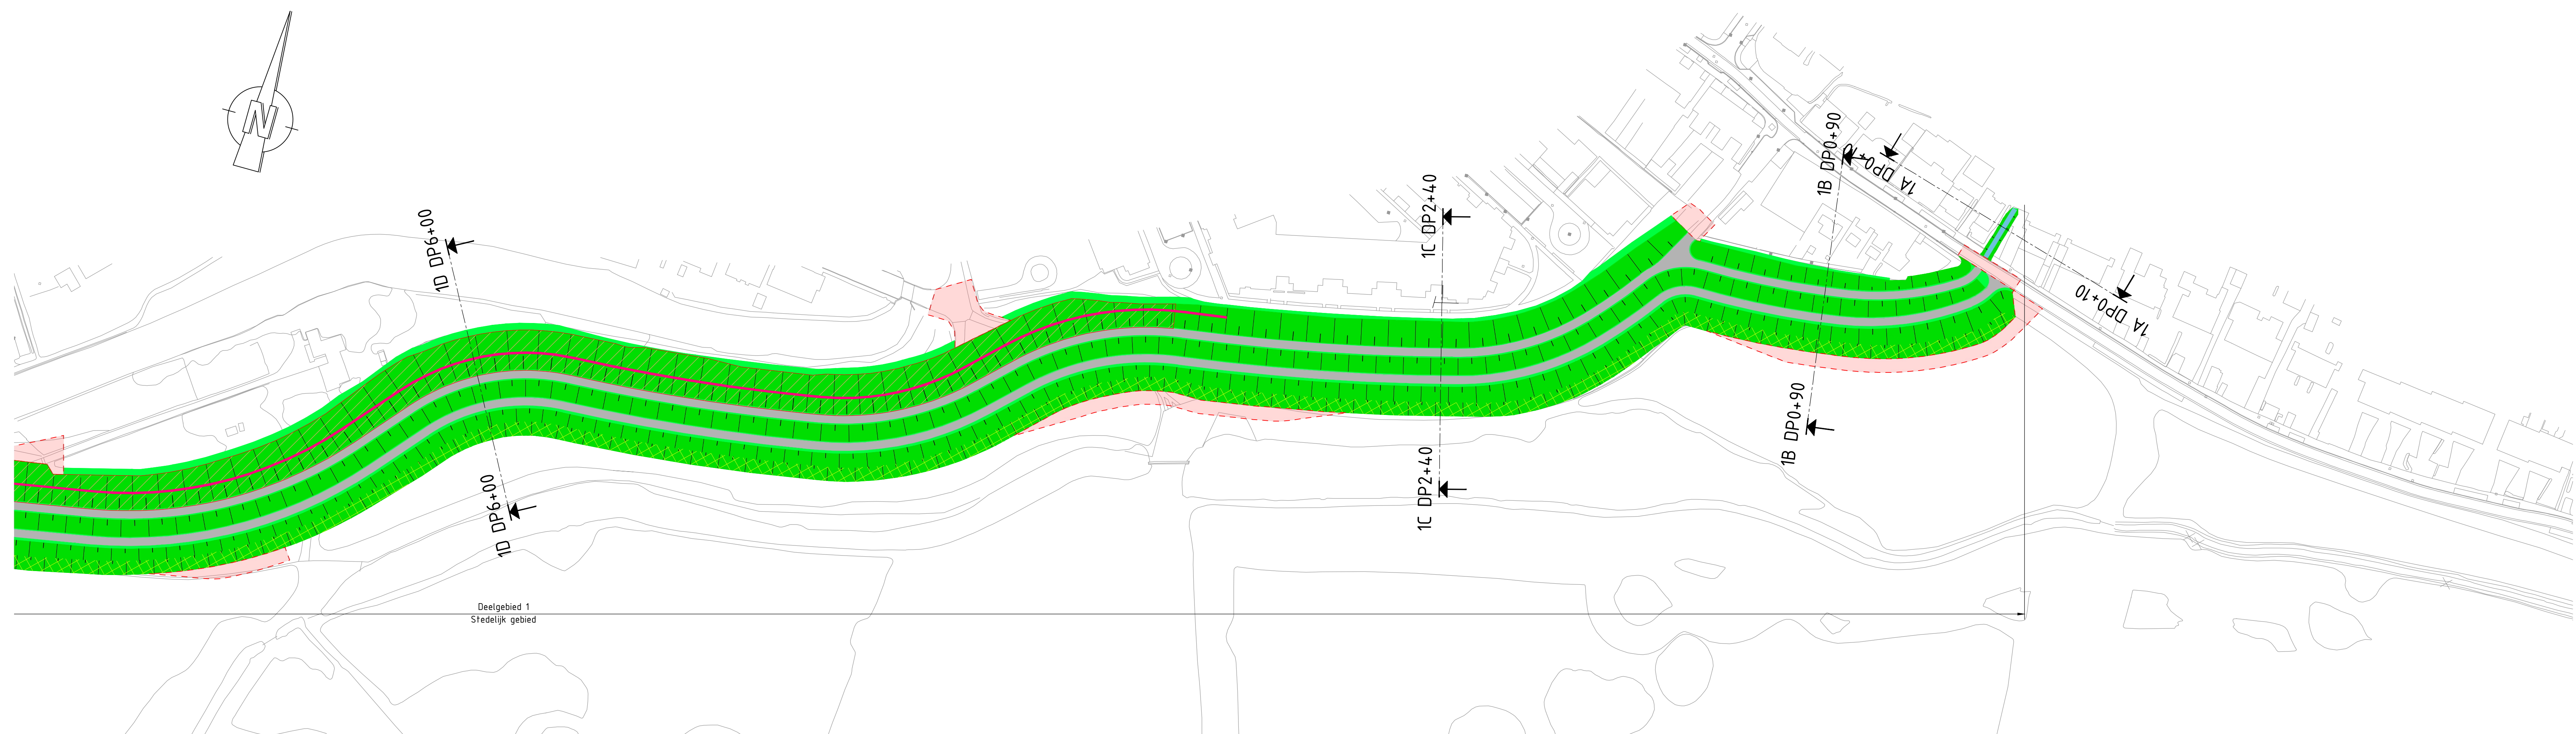 N
1D DP6+00
1D DP6+00
1C DP2+40
1C DP2+40
1B DP0+90
1B DP0+90
1A DP0+10
1A DP0+10
Deelgebied 1
Stedelijk gebied